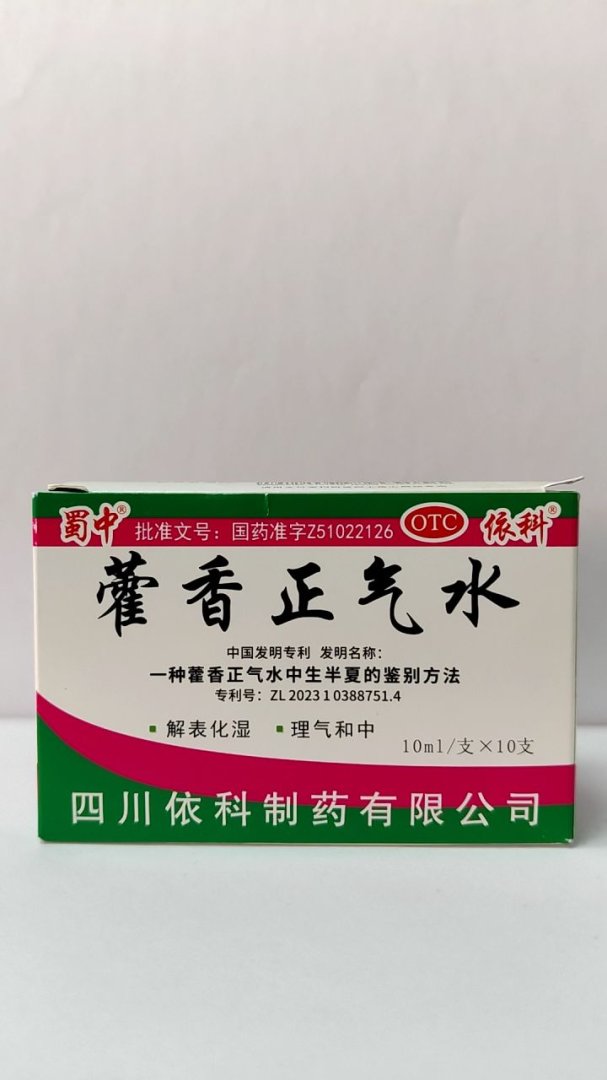 蜀中® 批准文号：国药准字Z51022126 OTC 依科®
藿香正气水
中国发明专利 发明名称：
一种藿香正气水中生半夏的鉴别方法
专利号：ZL 2023 1 0388751.4
▪ 解表化湿 ▪ 理气和中
10ml/支×10支
四川依科制药有限公司